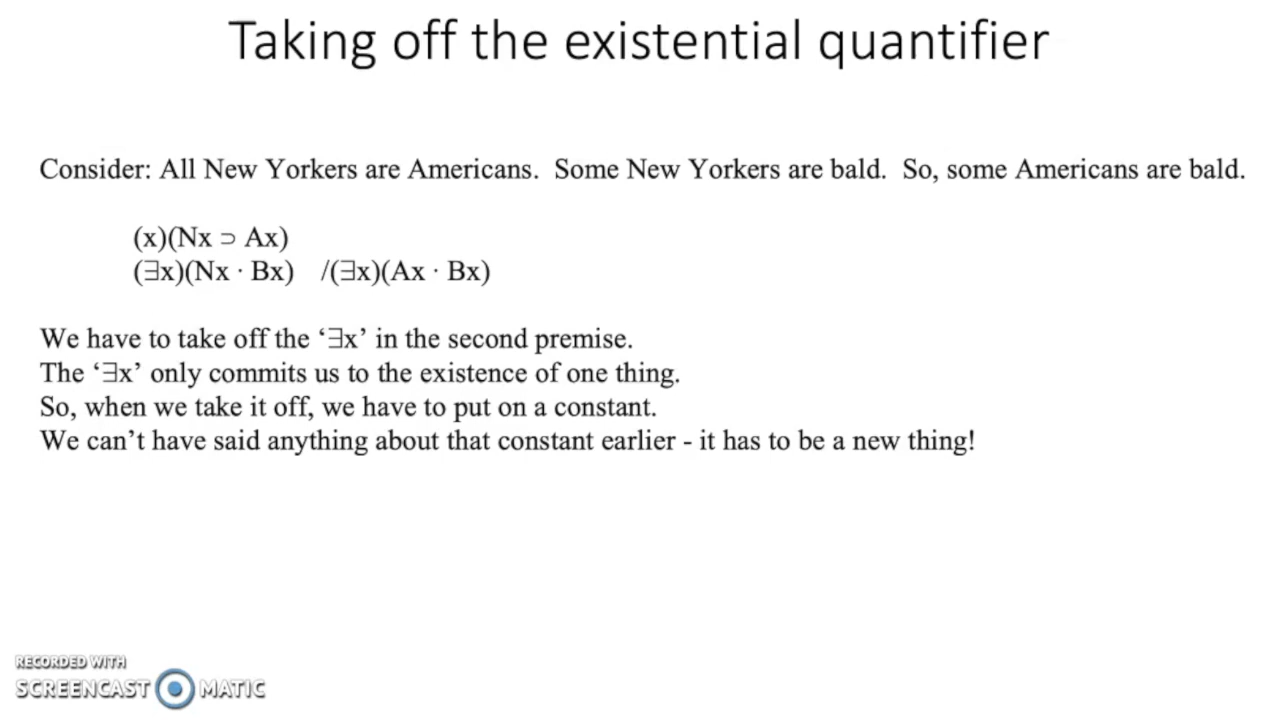 Taking off the existential quantifier
Consider: All New Yorkers are Americans.  Some New Yorkers are bald.  So, some Americans are bald.
(x)(Nx ⊃ Ax)
(∃x)(Nx · Bx)   /(∃x)(Ax · Bx)
We have to take off the ‘∃x’ in the second premise.
The ‘∃x’ only commits us to the existence of one thing.
So, when we take it off, we have to put on a constant.
We can’t have said anything about that constant earlier - it has to be a new thing!
RECORDED WITH
SCREENCAST MATIC